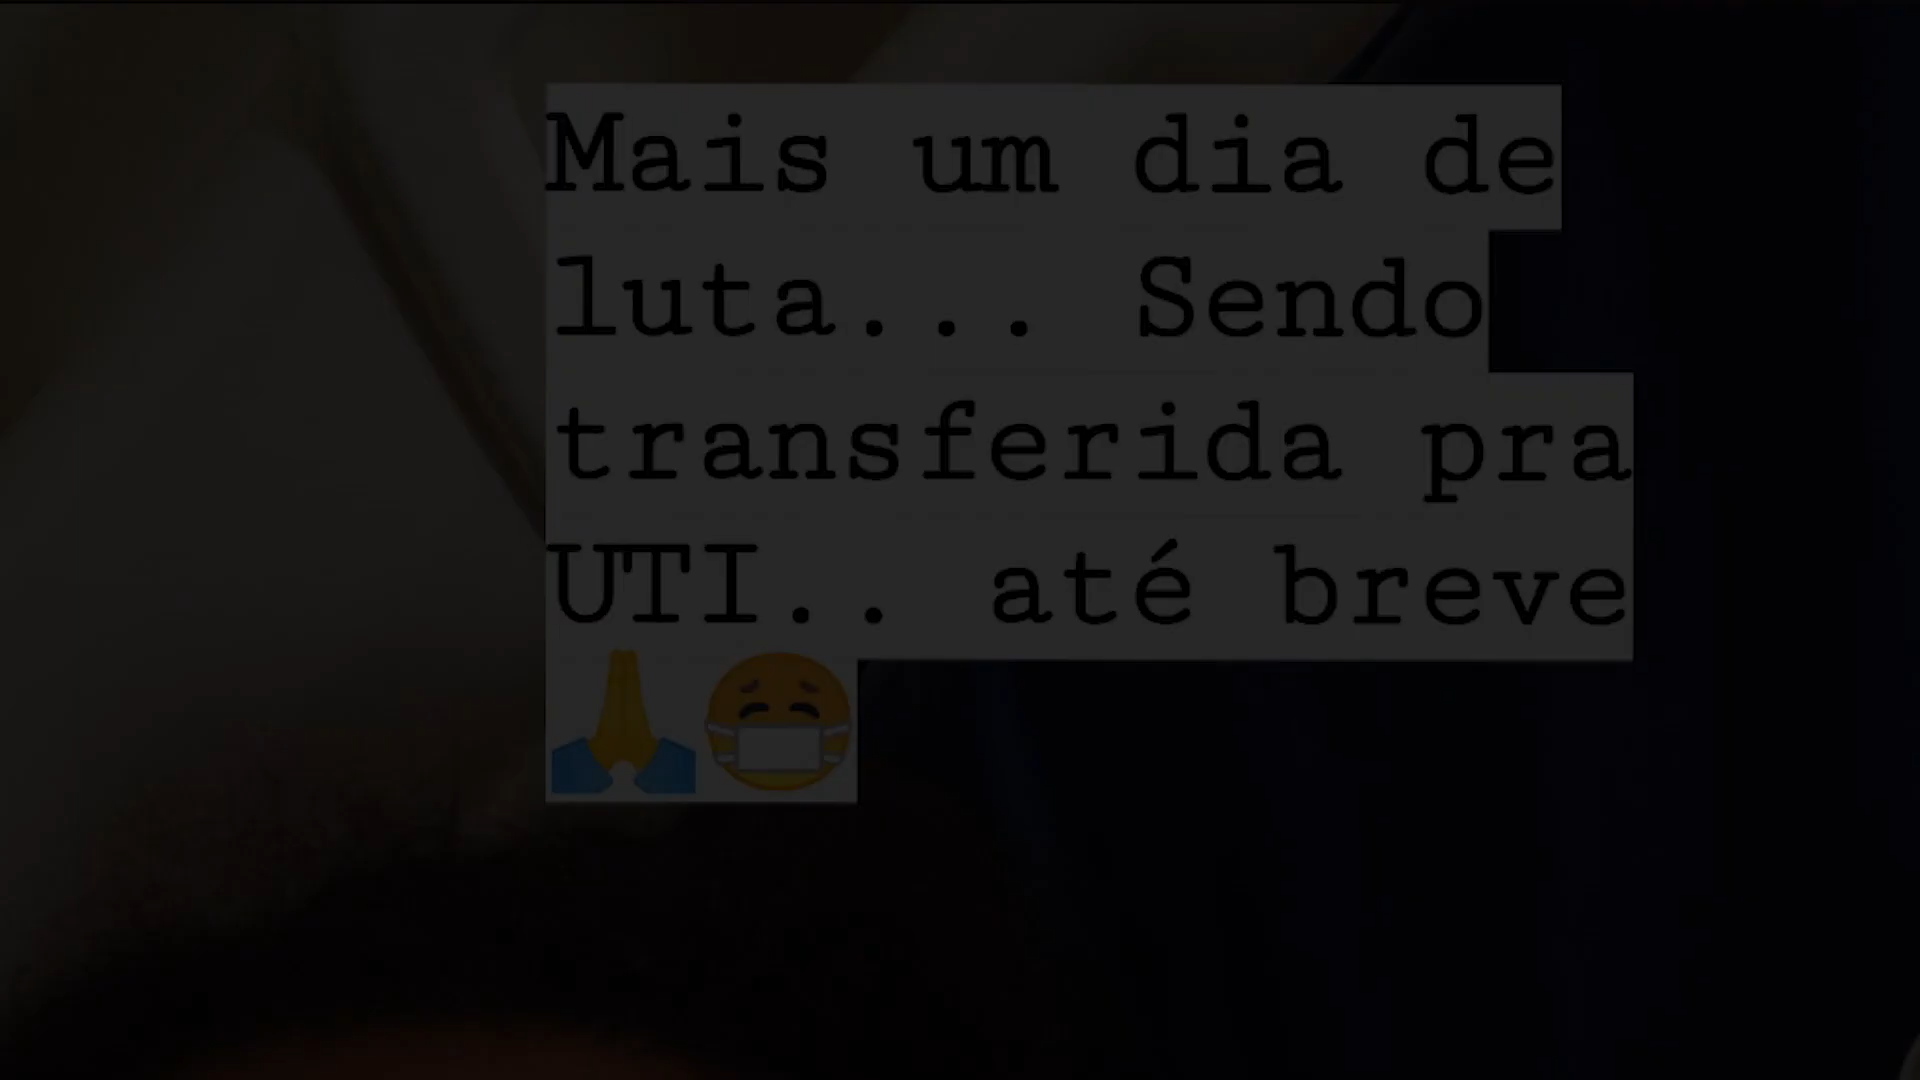 Mais um dia de
luta... Sendo
transferida pra
UTI.. até breve
🙏😷